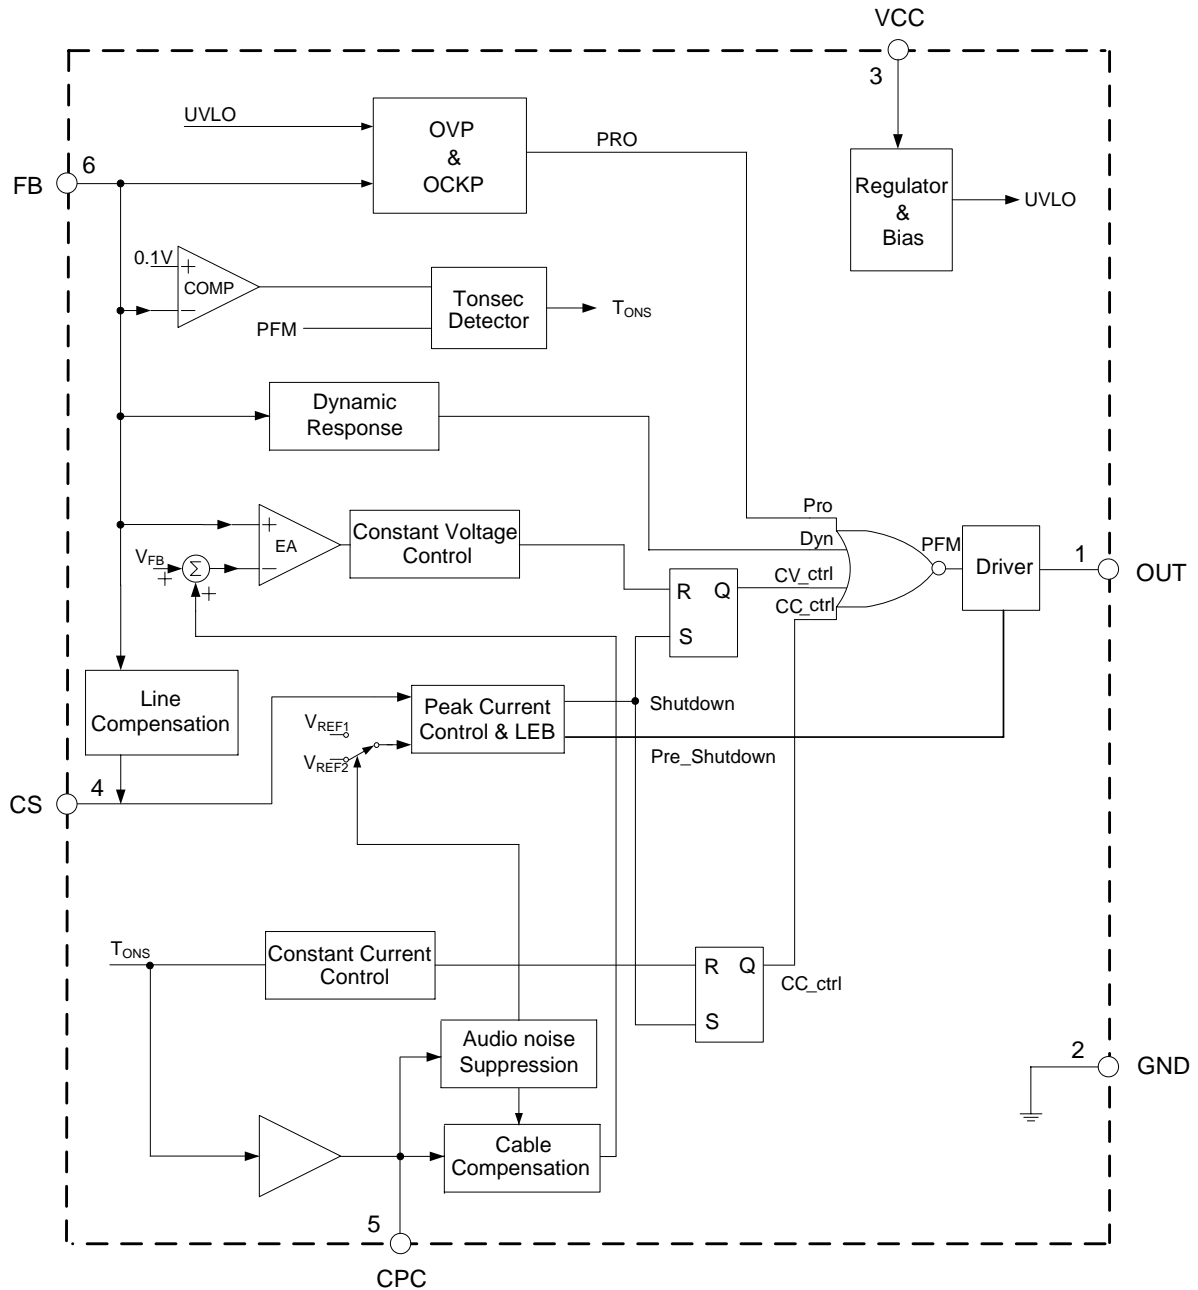 VCC
3
UVLO
OVP
&
OCKP
PRO
6
FB
Regulator
&
Bias
UVLO
0.1V
+
COMP
−
Tonsec
Detector
TONS
PFM
Dynamic
Response
Pro
+
EA
−
Constant Voltage
Control
Dyn
PFM
Driver
1
OUT
VFB
+
Σ
+
R Q
S
CV_ctrl
CC_ctrl
Line
Compensation
Peak Current
Control & LEB
Shutdown
VREF1
VREF2
Pre_Shutdown
4
CS
TONS
Constant Current
Control
R Q
S
CC_ctrl
Audio noise
Suppression
2
GND
Cable
Compensation
5
CPC